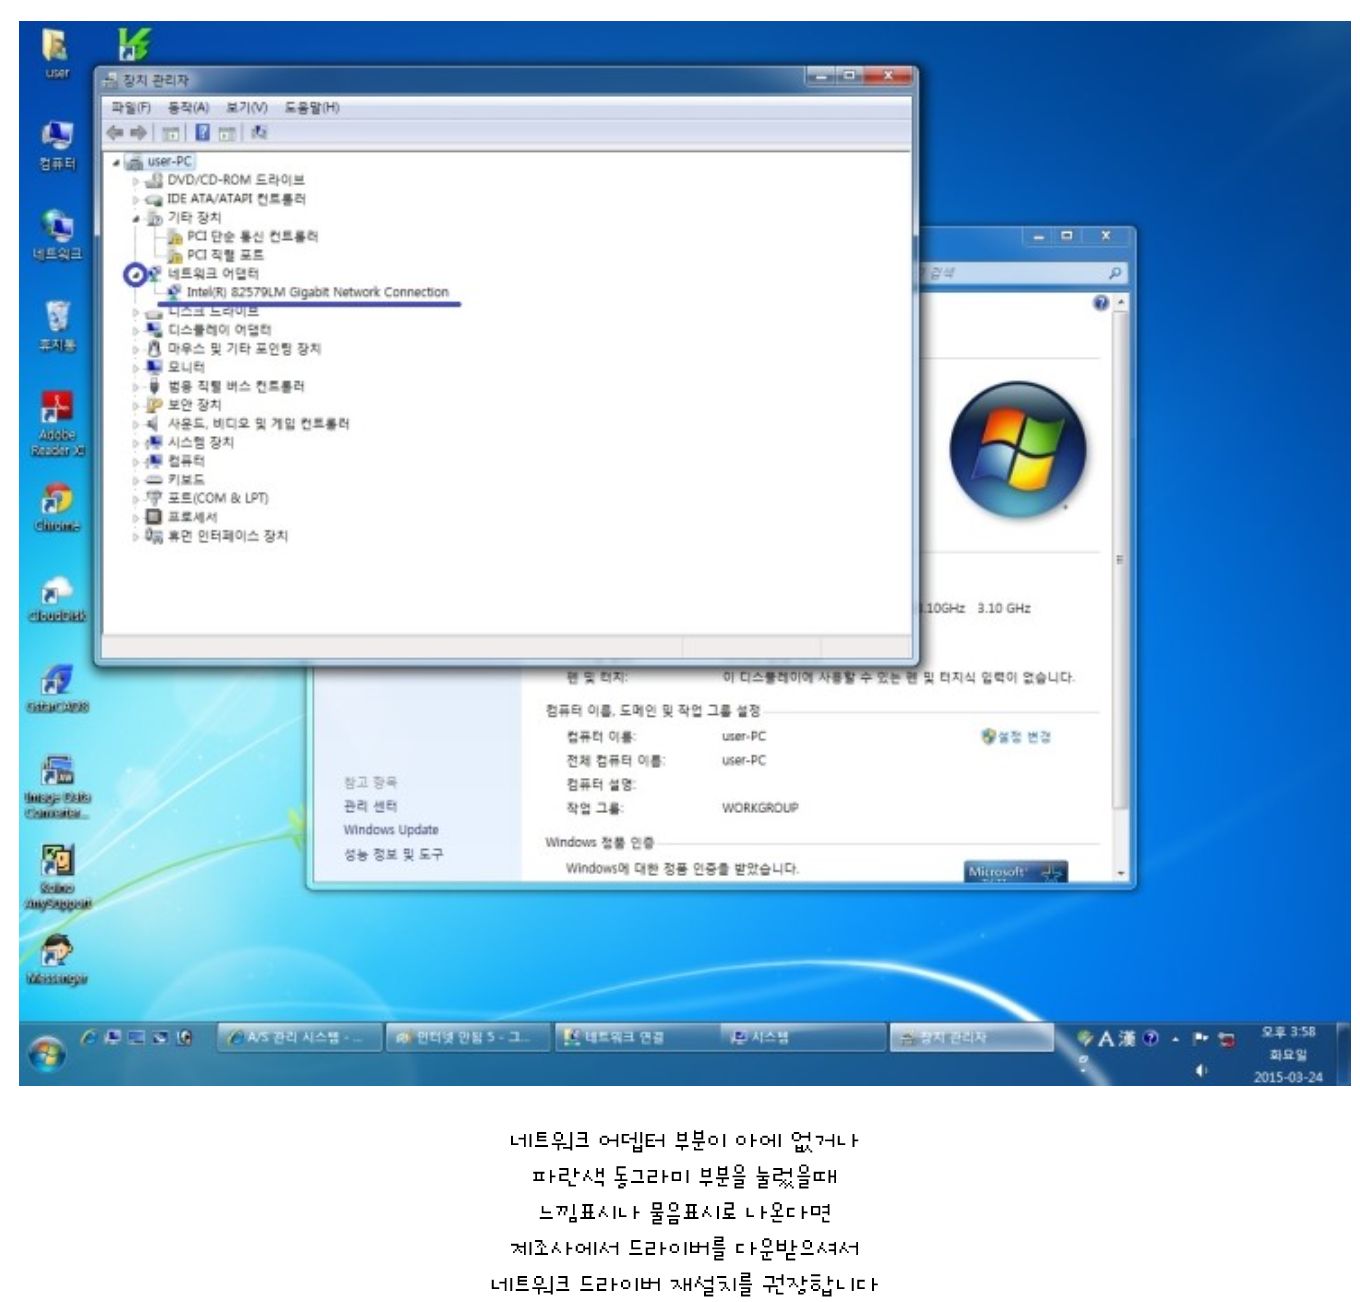 user
장치 관리자
파일(F) 동작(A) 보기(V) 도움말(H)
컴퓨터
user-PC
DVD/CD-ROM 드라이브
IDE ATA/ATAPI 컨트롤러
기타 장치
PCI 단순 통신 컨트롤러
PCI 직렬 포트
네트워크
네트워크 어댑터
Intel(R) 82579LM Gigabit Network Connection
디스크 드라이브
디스플레이 어댑터
휴지통
마우스 및 기타 포인팅 장치
모니터
범용 직렬 버스 컨트롤러
보안 장치
사운드, 비디오 및 게임 컨트롤러
Adobe
Reader XI
시스템 장치
컴퓨터
키보드
포트(COM & LPT)
프로세서
휴먼 인터페이스 장치
검색
Chrome
clouddisk
.10GHz 3.10 GHz
펜 및 터치: 이 디스플레이에 사용할 수 있는 펜 및 터치식 입력이 없습니다.
컴퓨터 이름, 도메인 및 작업 그룹 설정
컴퓨터 이름: user-PC 설정 변경
전체 컴퓨터 이름: user-PC
컴퓨터 설명:
작업 그룹: WORKGROUP
참고 항목
관리 센터
Windows Update
성능 정보 및 도구
Windows 정품 인증
Windows에 대한 정품 인증을 받았습니다.
Microsoft
Image Data
Converter...
AnySupport
Messenger
A/S 관리 시스템 - ... 인터넷 안됨 5 - 그... 네트워크 연결 시스템 장치 관리자
A 漢
오후 3:58
화요일
2015-03-24
네트워크 어뎁터 부분이 아에 없거나
파란색 동그라미 부분을 눌렀을때
느낌표시나 물음표시로 나온다면
제조사에서 드라이버를 다운받으셔서
네트워크 드라이버 재설치를 권장합니다